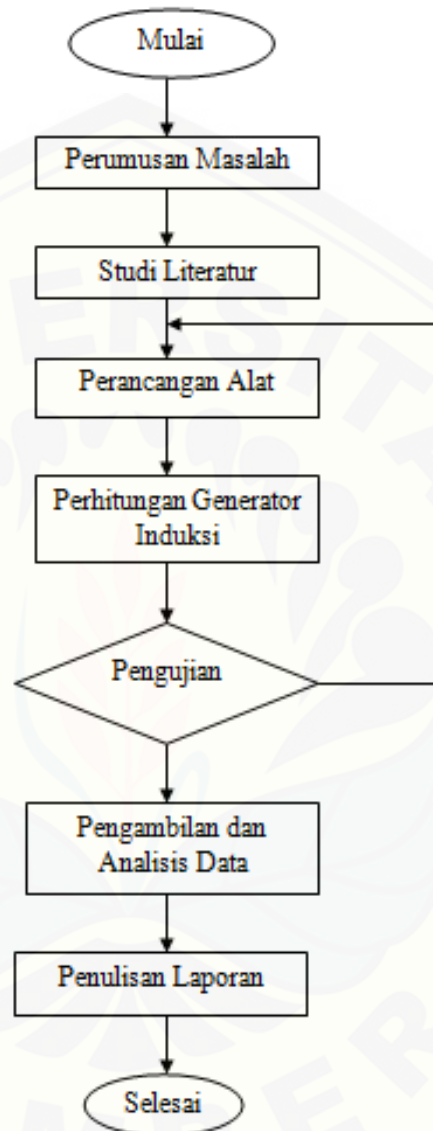 Mulai
Perumusan Masalah
Studi Literatur
Perancangan Alat
Perhitungan Generator
Induksi
Pengujian
Pengambilan dan
Analisis Data
Penulisan Laporan
Selesai